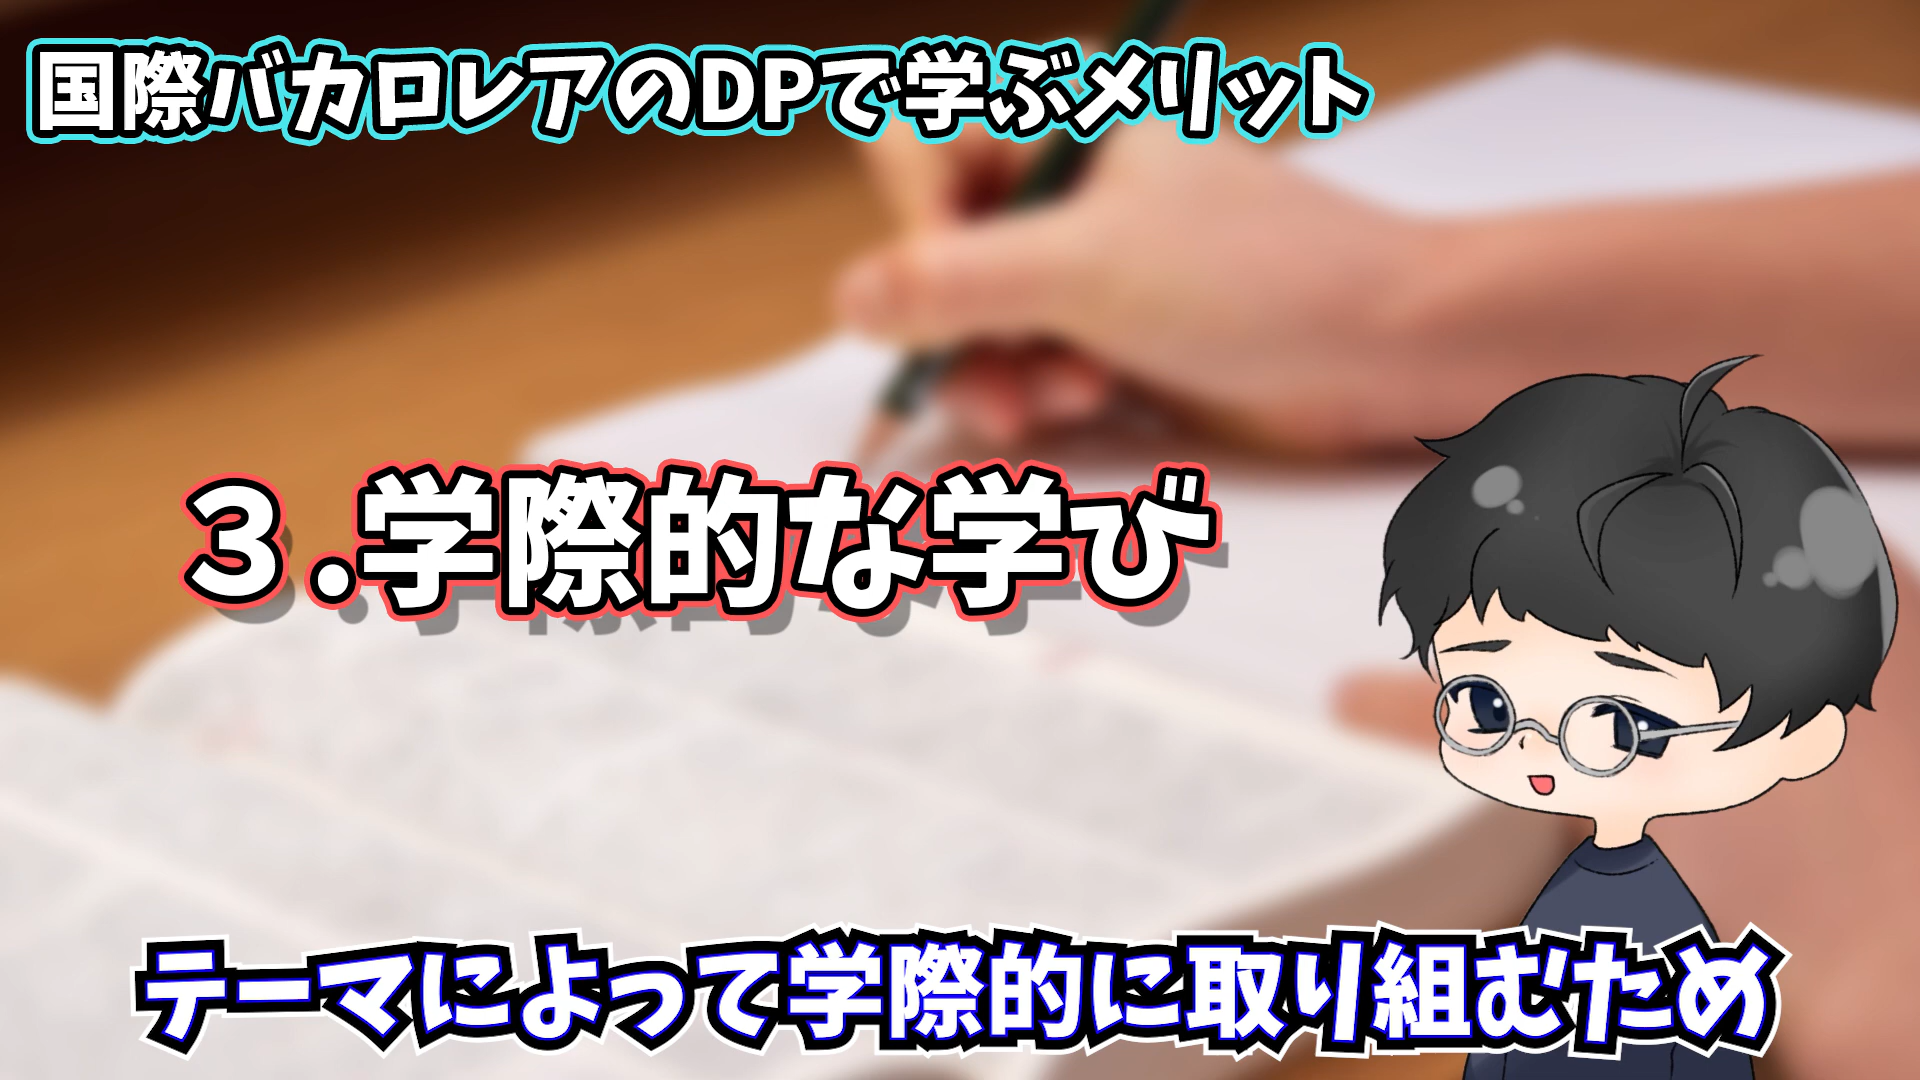 国際バカロレアのDPで学ぶメリット
３.学際的な学び
テーマによって学際的に取り組むため